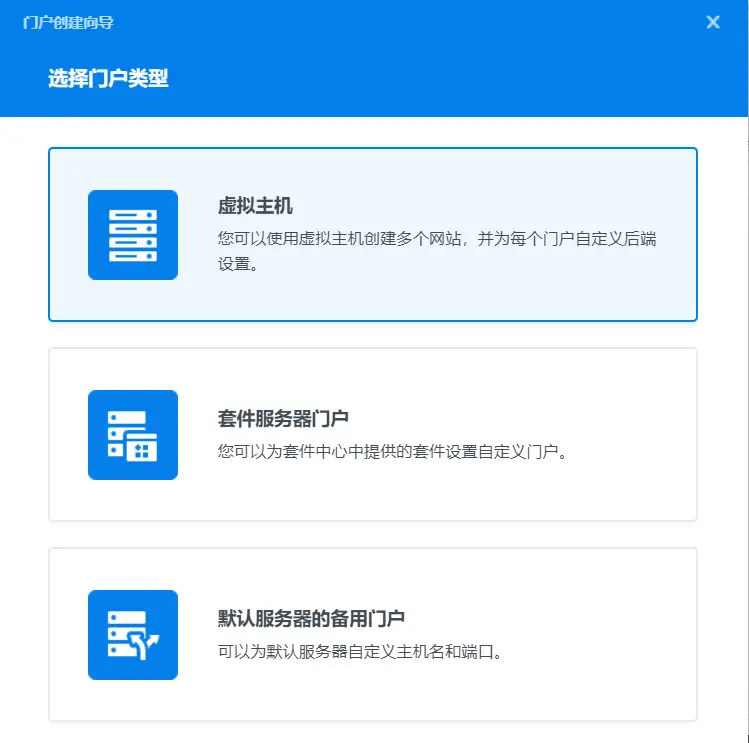 门户创建向导
选择门户类型
虚拟主机
您可以使用虚拟主机创建多个网站，并为每个门户自定义后端
设置。
套件服务器门户
您可以为套件中心中提供的套件设置自定义门户。
默认服务器的备用门户
可以为默认服务器自定义主机名和端口。